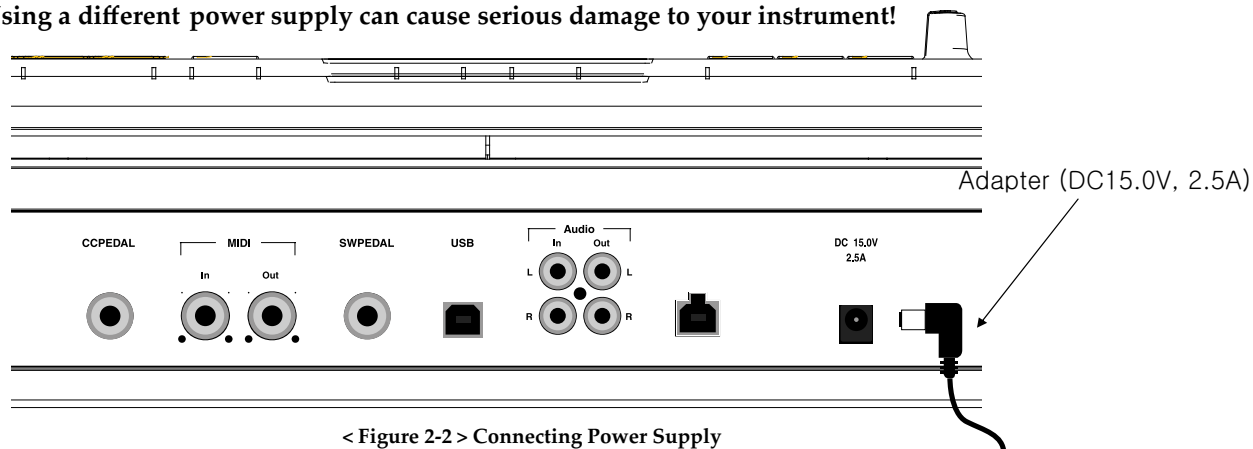 sing a different power supply can cause serious damage to your instrument!
Adapter (DC15.0V, 2.5A)
CCPEDAL
MIDI
In
Out
SWPEDAL
USB
Audio
In
Out
L
L
R
R
DC 15.0V
2.5A
< Figure 2-2 > Connecting Power Supply